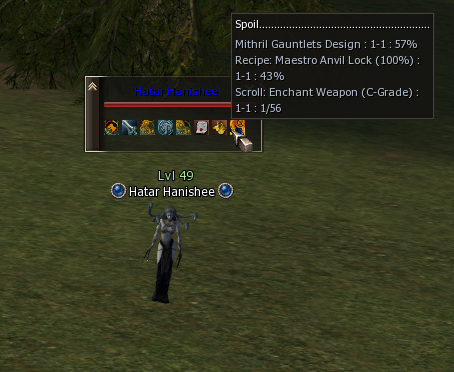 Spoil..........................................................
Mithril Gauntlets Design : 1-1 : 57%
Recipe: Maestro Anvil Lock (100%) :
1-1 : 43%
Scroll: Enchant Weapon (C-Grade) :
1-1 : 1/56
Hatar Hanishee
Lvl 49
Hatar Hanishee